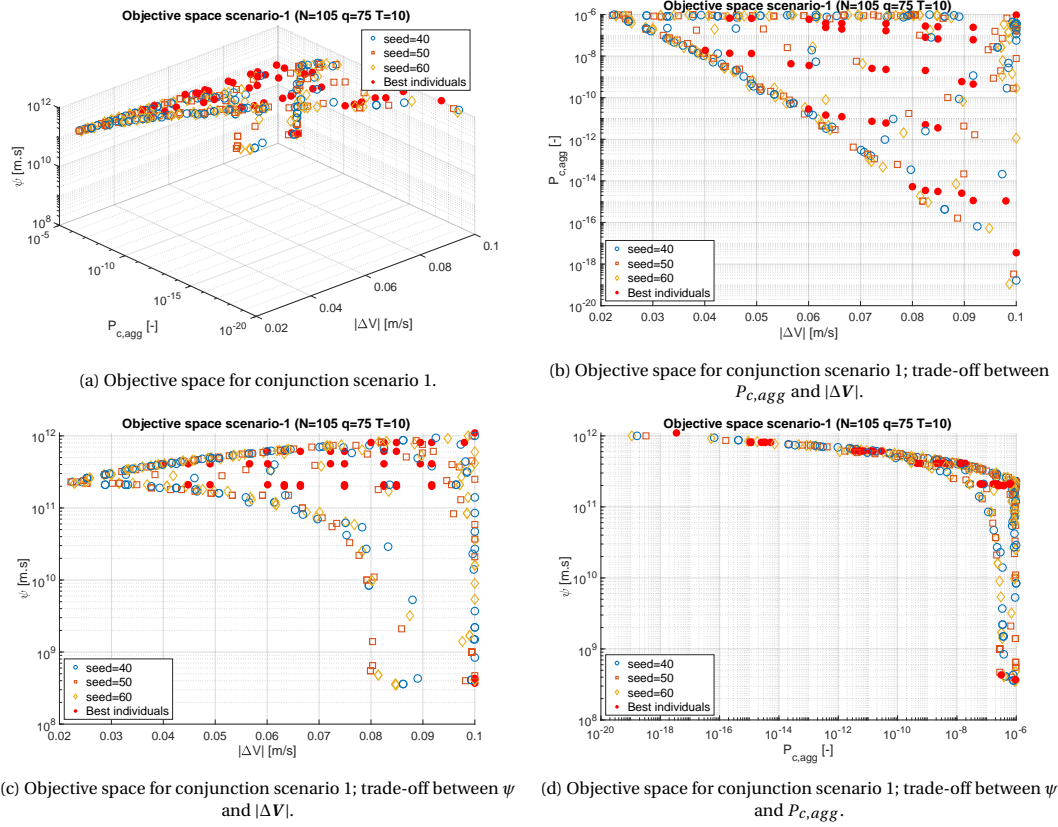 Objective space scenario-1 (N=105 q=75 T=10)
seed=40
seed=50
seed=60
Best individuals
10^12
10^10
10^8
ψ [m.s]
10^-5
10^-10
10^-15
10^-20
P_c,agg [-]
0.02
0.04
0.06
0.08
0.1
|ΔV| [m/s]
(a) Objective space for conjunction scenario 1.
Objective space scenario-1 (N=105 q=75 T=10)
10^-6
10^-8
10^-10
10^-12
10^-14
10^-16
10^-18
10^-20
P_c,agg [-]
seed=40
seed=50
seed=60
Best individuals
0.02 0.03 0.04 0.05 0.06 0.07 0.08 0.09 0.1
|ΔV| [m/s]
(b) Objective space for conjunction scenario 1; trade-off between
P_c,agg and |ΔV|.
Objective space scenario-1 (N=105 q=75 T=10)
10^12
10^11
10^10
10^9
10^8
ψ [m.s]
seed=40
seed=50
seed=60
Best individuals
0.02 0.03 0.04 0.05 0.06 0.07 0.08 0.09 0.1
|ΔV| [m/s]
(c) Objective space for conjunction scenario 1; trade-off between ψ
and |ΔV|.
Objective space scenario-1 (N=105 q=75 T=10)
10^12
10^11
10^10
10^9
10^8
ψ [m.s]
seed=40
seed=50
seed=60
Best individuals
10^-20 10^-18 10^-16 10^-14 10^-12 10^-10 10^-8 10^-6
P_c,agg [-]
(d) Objective space for conjunction scenario 1; trade-off between ψ
and P_c,agg.